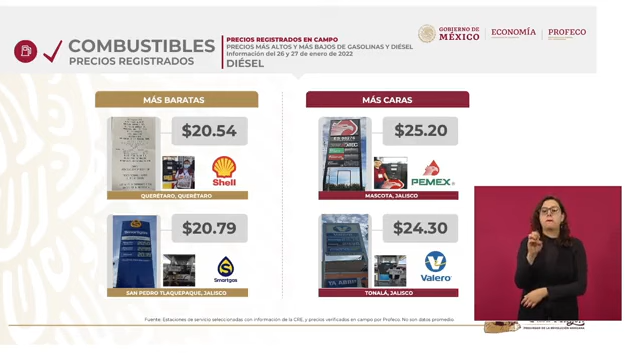 COMBUSTIBLES
PRECIOS REGISTRADOS
PRECIOS REGISTRADOS EN CAMPO
PRECIOS MÁS ALTOS Y MÁS BAJOS DE GASOLINAS Y DIÉSEL
Información del 26 y 27 de enero de 2022
DIÉSEL
GOBIERNO DE
MÉXICO
ECONOMÍA
PROFECO
MÁS BARATAS
$20.54
Shell
QUERÉTARO, QUERÉTARO
$20.79
Smartgas
SAN PEDRO TLAQUEPAQUE, JALISCO
MÁS CARAS
$25.20
PEMEX
MASCOTA, JALISCO
$24.30
Valero
TONALÁ, JALISCO
Fuente: Estaciones de servicio seleccionadas con información de la CRE, y precios verificados en campo por Profeco. No son datos promedio.